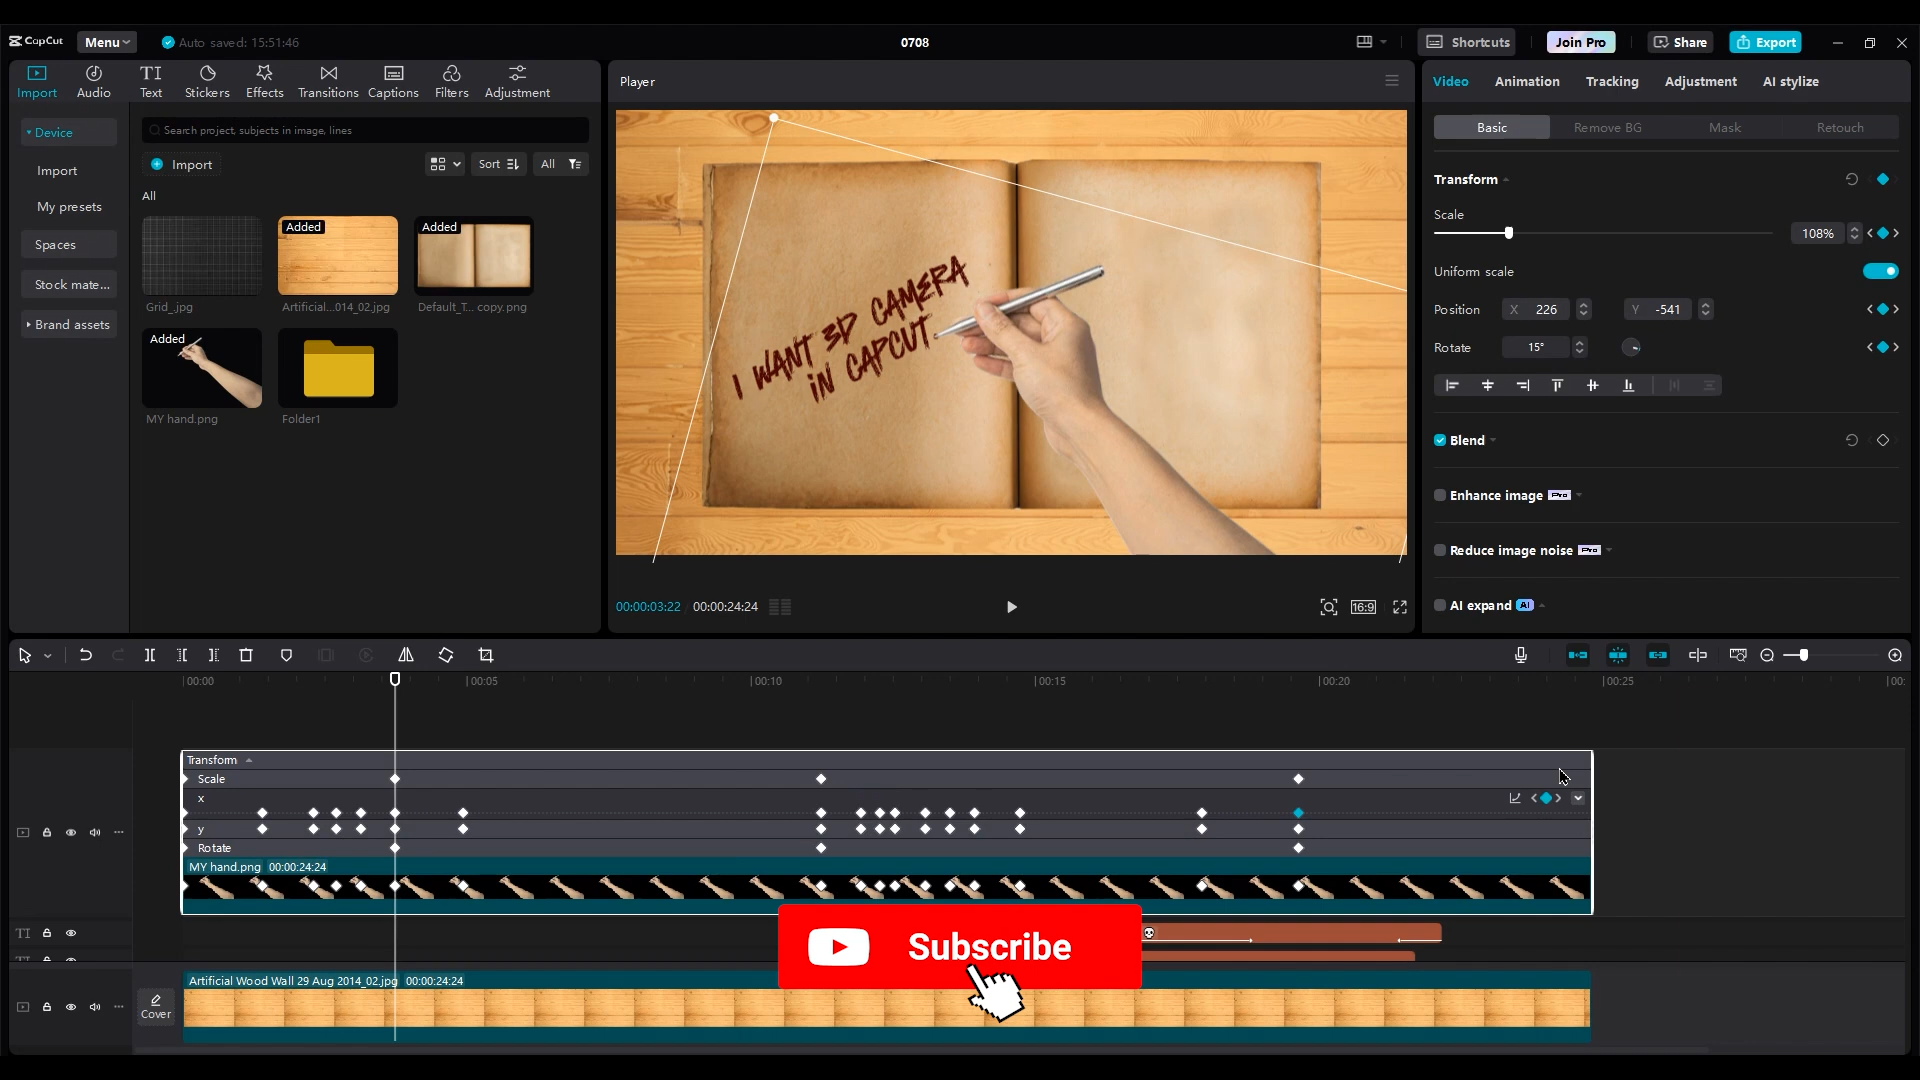 CapCut
Menu
Auto saved: 15:51:46
0708
Shortcuts
Join Pro
Share
Export
Import
Audio
TI
Text
Stickers
Effects
Transitions
Captions
Filters
Adjustment
Device
Import
My presets
Spaces
Stock mate...
Brand assets
Search project, subjects in image, lines
Import
Sort
All
All
Grid_.jpg
Added
Artificial...014_02.jpg
Added
Default_T... copy.png
Added
MY hand.png
Folder1
Player
I WANT 3D CAMERA
IN CAPCUT
00:00:03:22
00:00:24:24
16:9
Video
Animation
Tracking
Adjustment
AI stylize
Basic
Remove BG
Mask
Retouch
Transform
Scale
108%
Uniform scale
Position
X 226
Y -541
Rotate
15°
Blend
Enhance image Pro
Reduce image noise Pro
AI expand AI
00:00
00:05
00:10
00:15
00:20
00:25
00:
Transform
Scale
x
y
Rotate
MY hand.png 00:00:24:24
TI
Subscribe
Artificial Wood Wall 29 Aug 2014_02.jpg 00:00:24:24
Cover